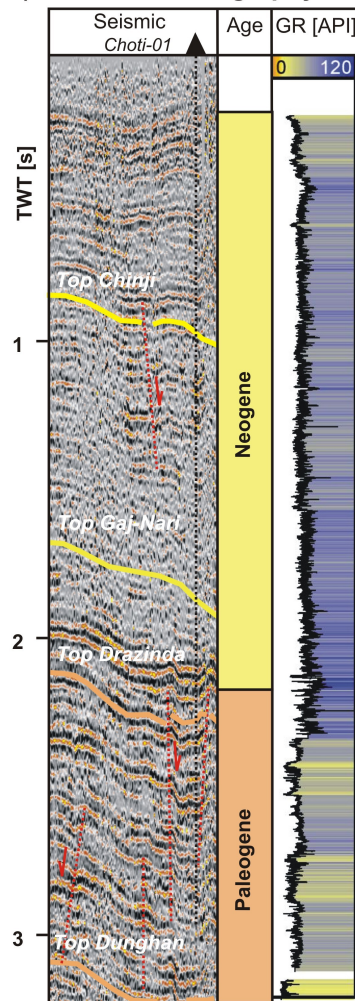 Seismic
Choti-01
Age
GR [API]
0
120
TWT [s]
Top Chinji
1
Neogene
Top Gaj-Nari
2
Top Drazinda
Paleogene
3
Top Dunghan